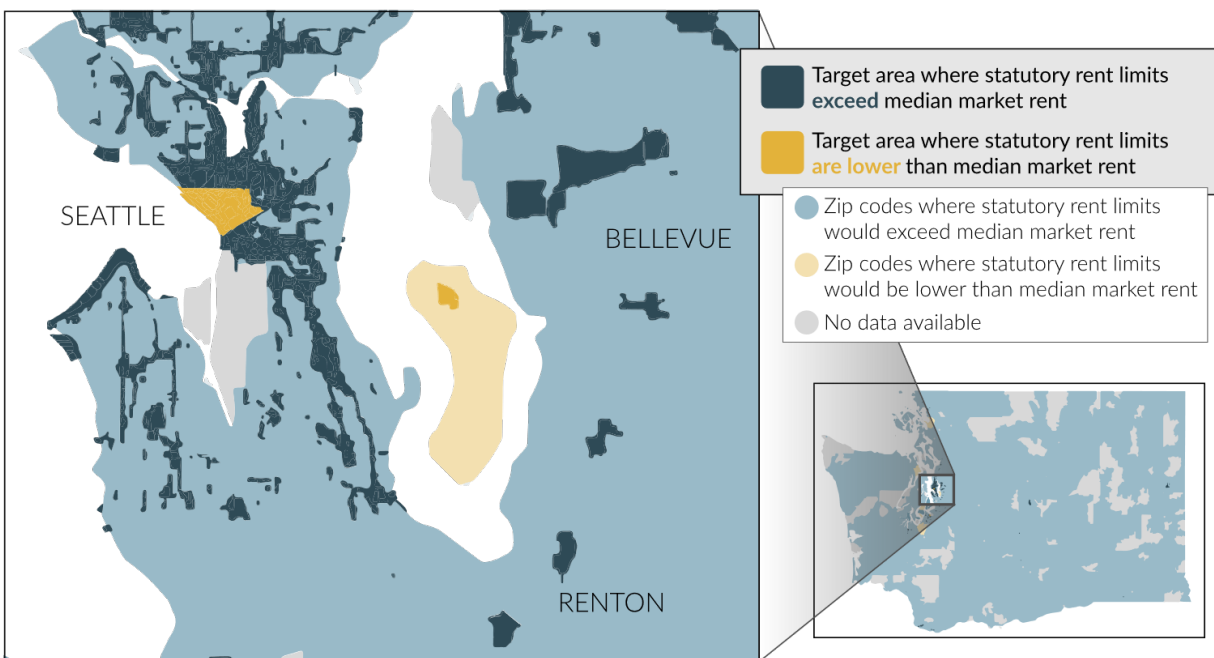 Target area where statutory rent limits
exceed median market rent
Target area where statutory rent limits
are lower than median market rent
Zip codes where statutory rent limits
would exceed median market rent
Zip codes where statutory rent limits
would be lower than median market rent
No data available
SEATTLE
BELLEVUE
RENTON